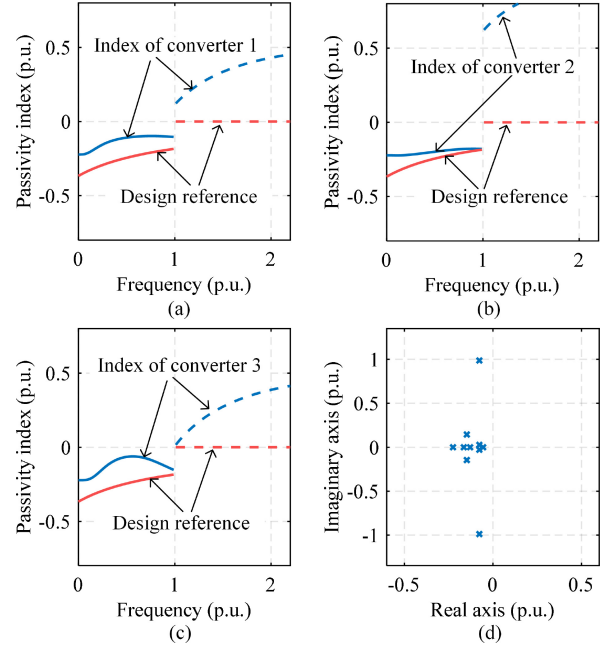 Passivity index (p.u.)
0.5
0
-0.5
Index of converter 1
Design reference
0
1
2
Frequency (p.u.)
(a)
Passivity index (p.u.)
0.5
0
-0.5
Index of converter 2
Design reference
0
1
2
Frequency (p.u.)
(b)
Passivity index (p.u.)
0.5
0
-0.5
Index of converter 3
Design reference
0
1
2
Frequency (p.u.)
(c)
Imaginary axis (p.u.)
1
0.5
0
-0.5
-1
-0.5
0
0.5
Real axis (p.u.)
(d)